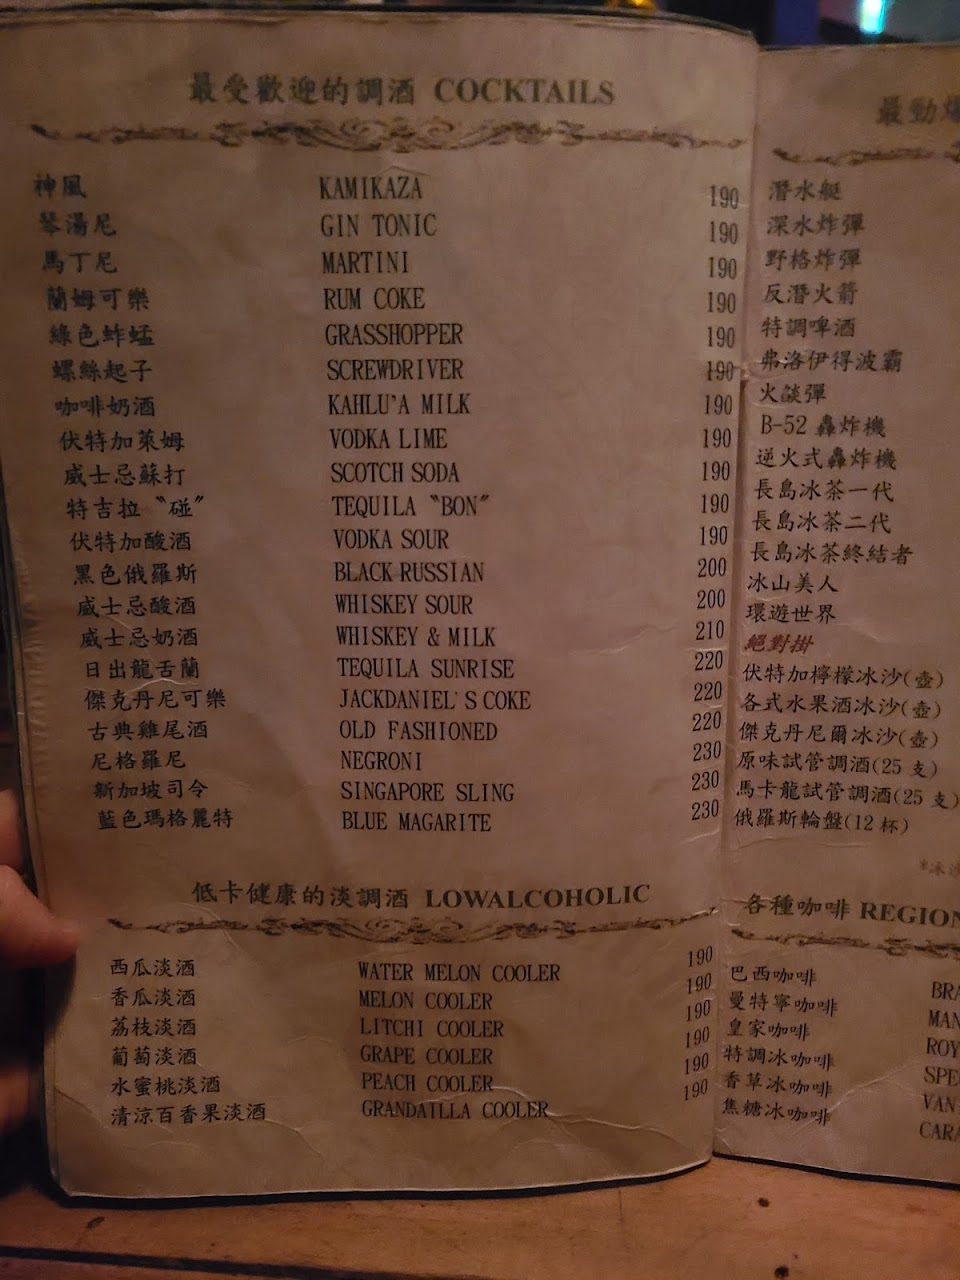 最受歡迎的調酒 COCKTAILS
神風 KAMIKAZA 190
琴湯尼 GIN TONIC 190
馬丁尼 MARTINI 190
蘭姆可樂 RUM COKE 190
綠色蚱蜢 GRASSHOPPER 190
螺絲起子 SCREWDRIVER 190
咖啡奶酒 KAHLU'A MILK 190
伏特加萊姆 VODKA LIME 190
威士忌蘇打 SCOTCH SODA 190
特吉拉〝碰〞 TEQUILA〝BON〞 190
伏特加酸酒 VODKA SOUR 190
黑色俄羅斯 BLACK RUSSIAN 200
威士忌酸酒 WHISKEY SOUR 200
威士忌奶酒 WHISKEY & MILK 210
日出龍舌蘭 TEQUILA SUNRISE 220
傑克丹尼可樂 JACKDANIEL'S COKE 220
古典雞尾酒 OLD FASHIONED 220
尼格羅尼 NEGRONI 230
新加坡司令 SINGAPORE SLING 230
藍色瑪格麗特 BLUE MAGARITE 230
低卡健康的淡調酒 LOWALCOHOLIC
西瓜淡酒 WATER MELON COOLER 190
香瓜淡酒 MELON COOLER 190
荔枝淡酒 LITCHI COOLER 190
葡萄淡酒 GRAPE COOLER 190
水蜜桃淡酒 PEACH COOLER 190
清涼百香果淡酒 GRANDAILLA COOLER 190
最勁
潛水艇
深水炸彈
野格炸彈
反潛火箭
特調啤酒
弗洛伊得波霸
火燄彈
B-52 轟炸機
逆火式轟炸機
長島冰茶一代
長島冰茶二代
長島冰茶終結者
冰山美人
環遊世界
絕對掛
伏特加檸檬冰沙(壺)
各式水果酒冰沙(壺)
傑克丹尼爾冰沙(壺)
原味試管調酒(25 支)
馬卡龍試管調酒(25 支)
俄羅斯輪盤(12 杯)
*冰
各種咖啡 REGION
巴西咖啡 BRA
曼特寧咖啡 MAN
皇家咖啡 ROY
特調冰咖啡 SPE
香草冰咖啡 VAN
焦糖冰咖啡 CARA